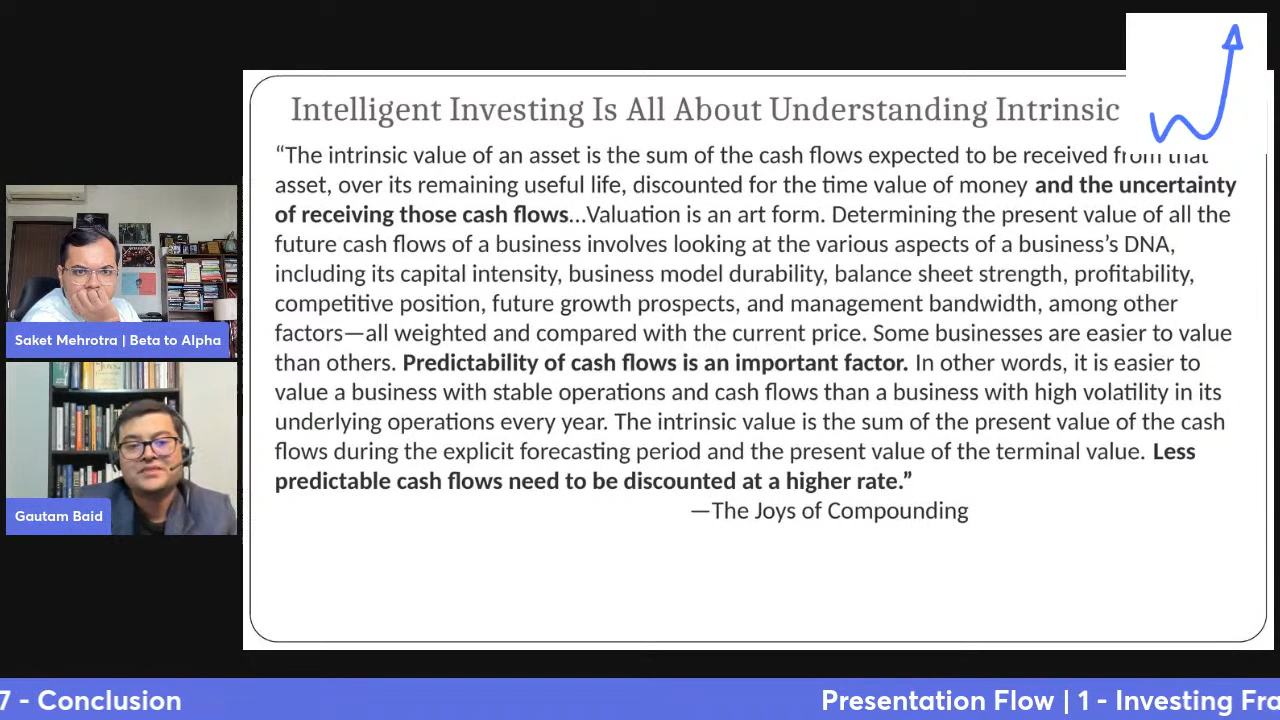 Intelligent Investing Is All About Understanding Intrinsic
“The intrinsic value of an asset is the sum of the cash flows expected to be received from that
asset, over its remaining useful life, discounted for the time value of money and the uncertainty
of receiving those cash flows…Valuation is an art form. Determining the present value of all the
future cash flows of a business involves looking at the various aspects of a business’s DNA,
including its capital intensity, business model durability, balance sheet strength, profitability,
competitive position, future growth prospects, and management bandwidth, among other
factors—all weighted and compared with the current price. Some businesses are easier to value
than others. Predictability of cash flows is an important factor. In other words, it is easier to
value a business with stable operations and cash flows than a business with high volatility in its
underlying operations every year. The intrinsic value is the sum of the present value of the cash
flows during the explicit forecasting period and the present value of the terminal value. Less
predictable cash flows need to be discounted at a higher rate.”
—The Joys of Compounding
Saket Mehrotra | Beta to Alpha
Gautam Baid
7 - Conclusion
Presentation Flow | 1 - Investing Fra